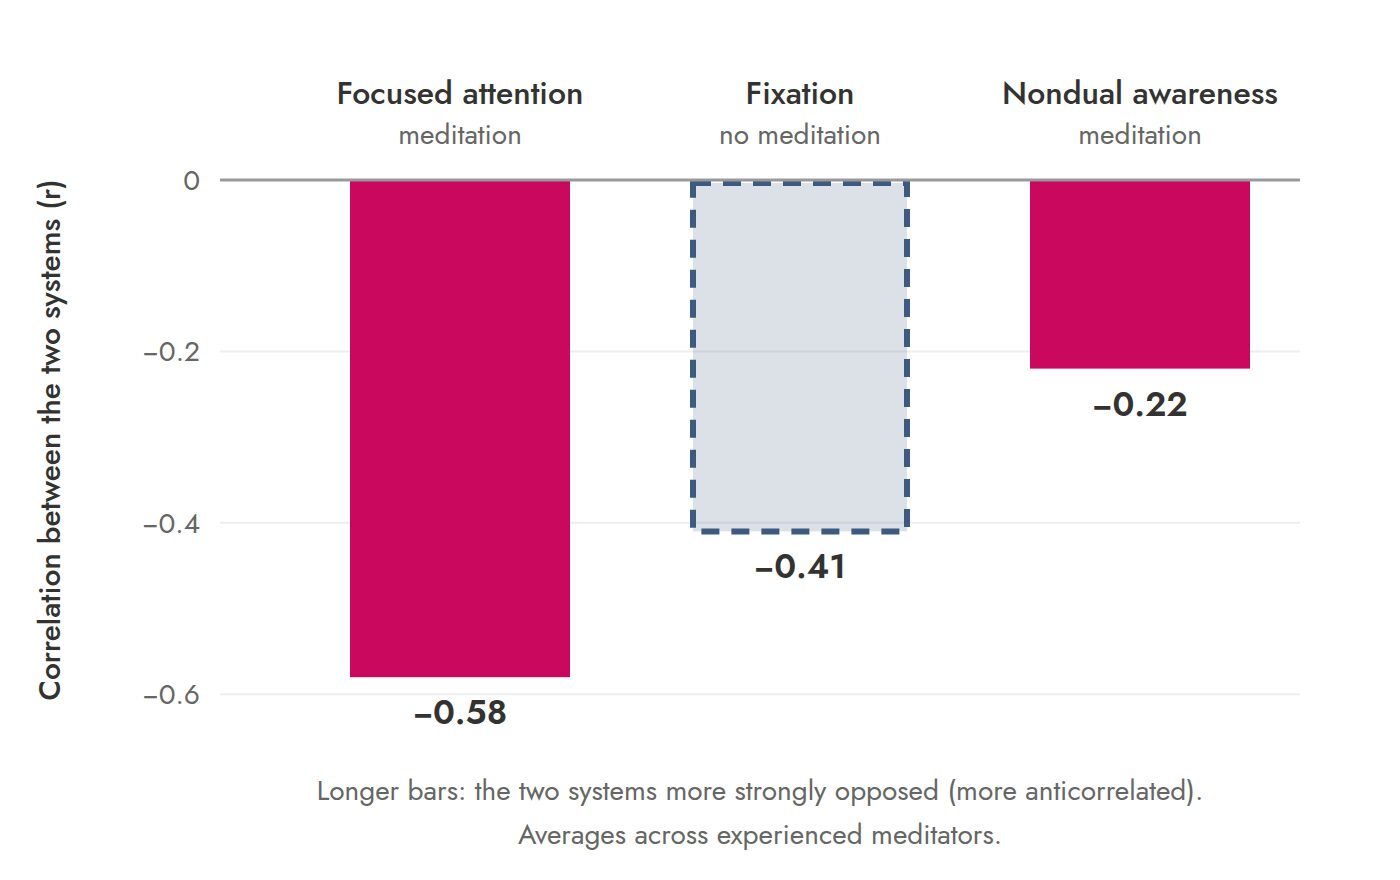 Focused attention
meditation
Fixation
no meditation
Nondual awareness
meditation
Correlation between the two systems (r)
0
−0.2
−0.4
−0.6
−0.58
−0.41
−0.22
Longer bars: the two systems more strongly opposed (more anticorrelated).
Averages across experienced meditators.